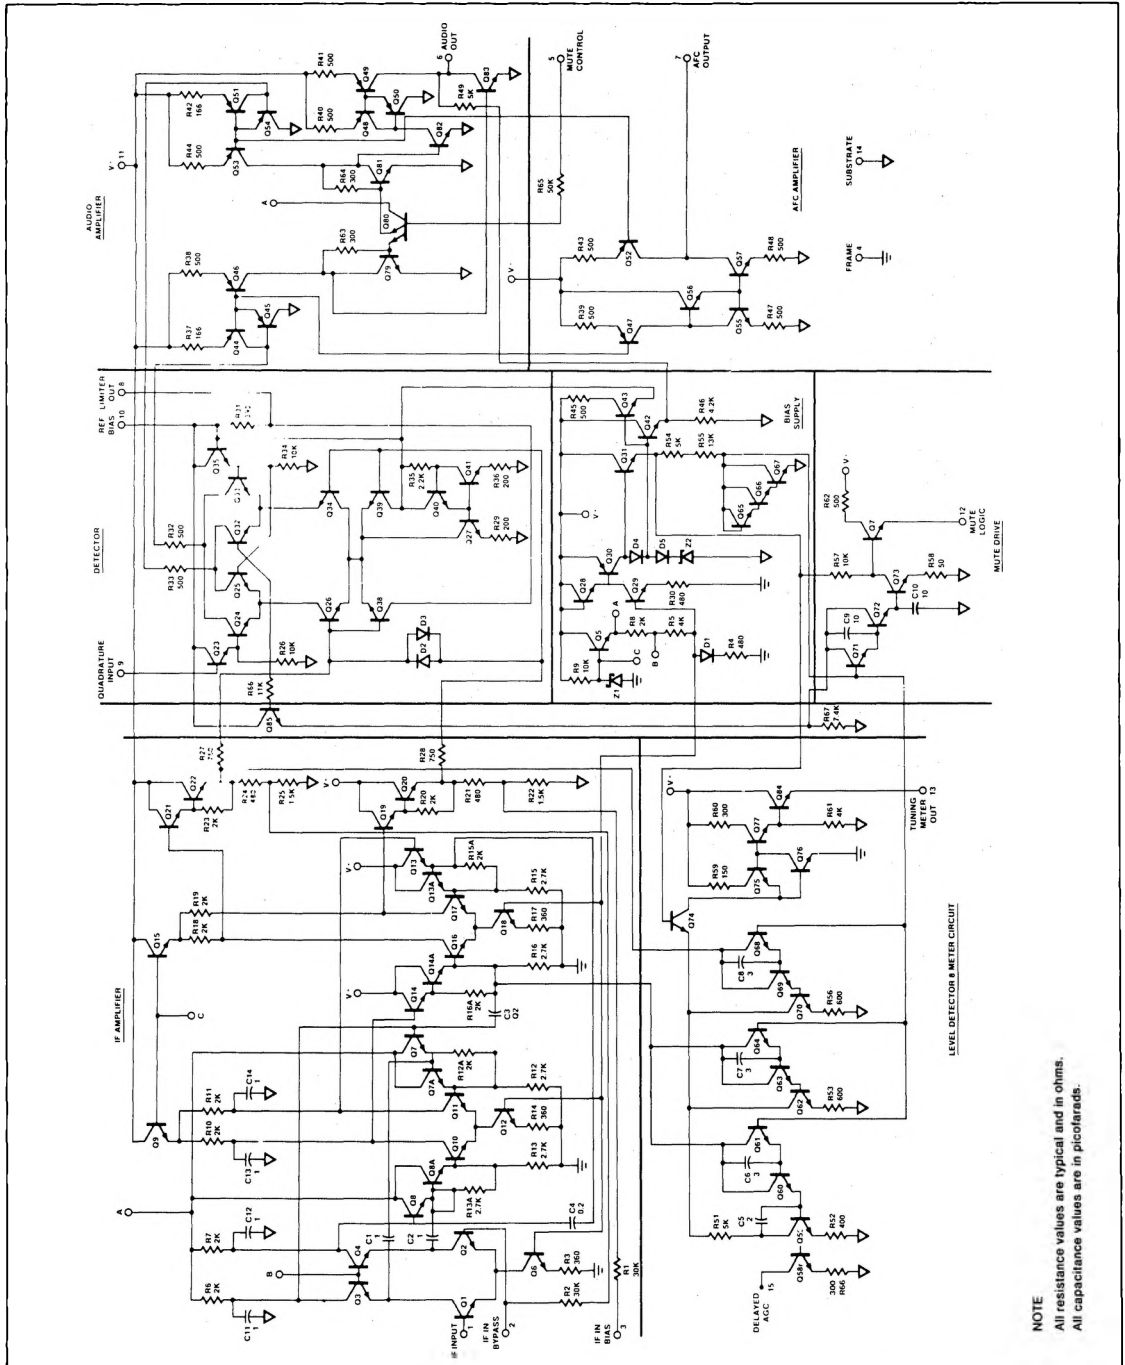 AUDIO
AMPLIFIER
V+
11
R37
166
R38
500
Q44
Q45
Q46
R44
500
R42
166
Q53
Q51
Q54
R40
500
R41
500
Q48
Q49
Q50
R49
5K
6
AUDIO
OUT
Q83
Q82
Q81
R64
300
A
Q80
R63
300
Q79
5
MUTE
CONTROL
R65
50K
7
AFC
OUTPUT
V+
R39
500
R43
500
Q47
Q52
Q56
Q55
Q57
R47
500
R48
500
AFC AMPLIFIER
FRAME
4
SUBSTRATE
14
DETECTOR
QUADRATURE
INPUT
9
REF
BIAS
10
LIMITER
OUT
8
R33
500
R32
500
Q23
Q24
Q25
Q32
Q35
R34
10K
R26
10K
Q26
Q34
Q38
Q39
R35
2.2K
Q40
Q41
R29
200
R36
200
D2
D3
R66
11K
Q85
R67
7.4K
BIAS
SUPPLY
R9
10K
Z1
Q5
A
C
B
R8
2K
R5
4K
D1
R4
480
Q28
Q29
Q30
R30
480
D4
D5
Z2
V+
Q31
R45
500
Q43
Q42
R46
4.2K
R54
5K
R55
13K
Q65
Q66
Q67
MUTE DRIVE
Q71
C9
10
Q72
C10
10
Q73
R57
10K
R58
50
R62
500
V+
12
MUTE
LOGIC
IF AMPLIFIER
A
B
C
R6
2K
R7
2K
C11
1
C12
1
C13
1
C14
1
R10
2K
R11
2K
Q9
Q15
R18
2K
R19
2K
Q21
Q22
R23
2K
R24
480
R25
1.5K
R27
750
R28
750
V+
Q19
Q20
R20
2K
R21
480
R22
1.5K
Q3
Q4
C1
1
C2
1
Q1
Q2
Q6
R3
360
R2
30K
R1
30K
C4
0.2
Q8
Q8A
R13A
2.7K
Q10
Q11
Q12
R13
2.7K
R14
360
R12
2.7K
Q7
Q7A
R12A
2K
C3
Q2
V+
Q14
Q14A
R16A
2K
Q16
Q17
Q18
R16
2.7K
R17
360
R15
2.7K
V+
Q13
Q13A
R15A
2K
IF INPUT
1
IF IN
BYPASS
2
IF IN
BIAS
3
LEVEL DETECTOR 8 METER CIRCUIT
DELAYED
AGC
15
R51
5K
C5
2
R52
400
300
R66
Q60
Q61
C6
3
R53
600
Q62
Q63
Q64
C7
3
R56
600
Q70
Q69
Q68
C8
3
Q74
V+
R59
150
R60
300
Q75
Q77
Q76
Q84
R61
4K
TUNING
METER
OUT
13
NOTE
All resistance values are typical and in ohms.
All capacitance values are in picofarads.